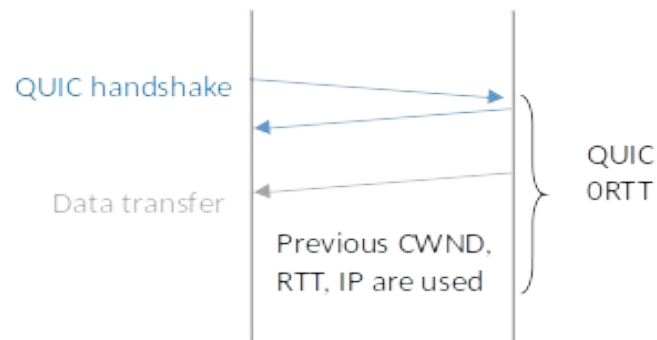 QUIC handshake
Data transfer
Previous CWND,
RTT, IP are used
QUIC
0RTT